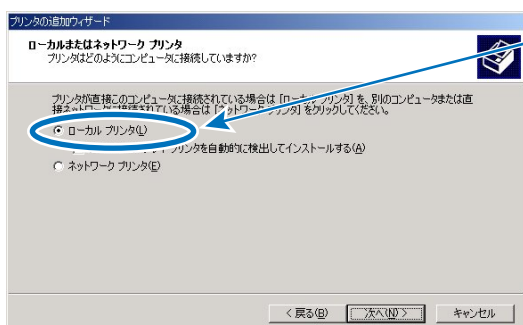 プリンタの追加ウィザード
ローカルまたはネットワーク プリンタ
プリンタはどのようにコンピュータに接続していますか?
プリンタが直接このコンピュータに接続されている場合は [ローカル プリンタ] を、別のコンピュータまたは直
接ネットワークに接続されている場合は [ネットワーク プリンタ] をクリックしてください。
ローカル プリンタ(L)
プリンタを自動的に検出してインストールする(A)
ネットワーク プリンタ(E)
< 戻る(B)
次へ(N) >
キャンセル